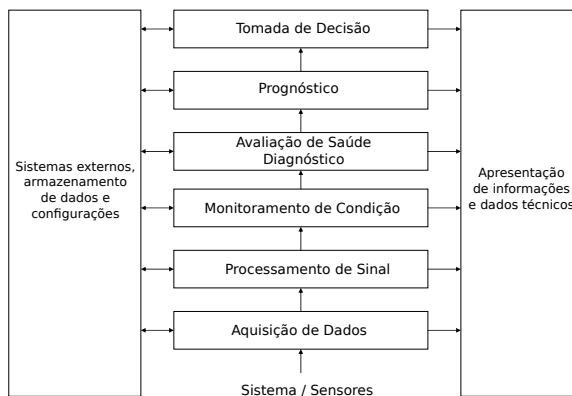 Tomada de Decisão
Prognóstico
Avaliação de Saúde
Diagnóstico
Monitoramento de Condição
Processamento de Sinal
Aquisição de Dados
Sistema / Sensores
Sistemas externos,
armazenamento
de dados e
configurações
Apresentação
de informações
e dados técnicos